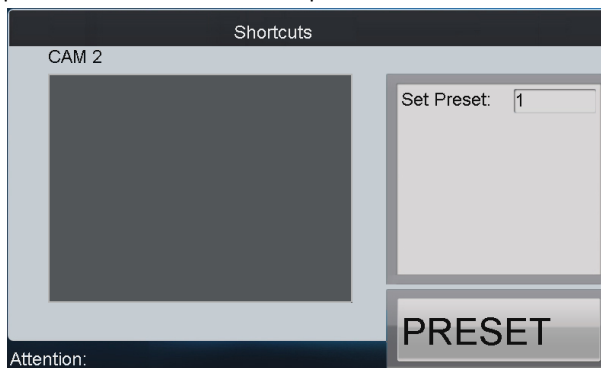 Shortcuts
CAM 2
Set Preset: 1
PRESET
Attention: